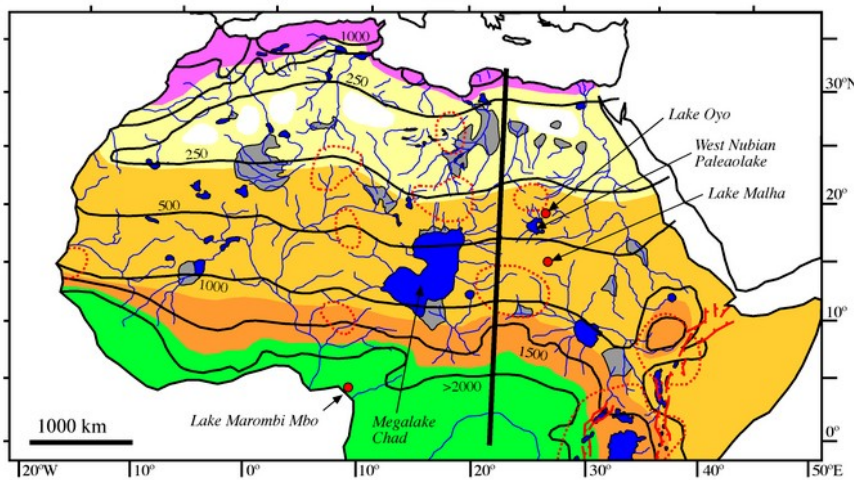 1000
250
30°N
Lake Oyo
West Nubian
Paleaolake
250
Lake Malha
500
20°
1000
10°
1500
>2000
Lake Marombi Mbo
Megalake
Chad
1000 km
0°
20°W
10°
0°
10°
20°
30°
40°
50°E